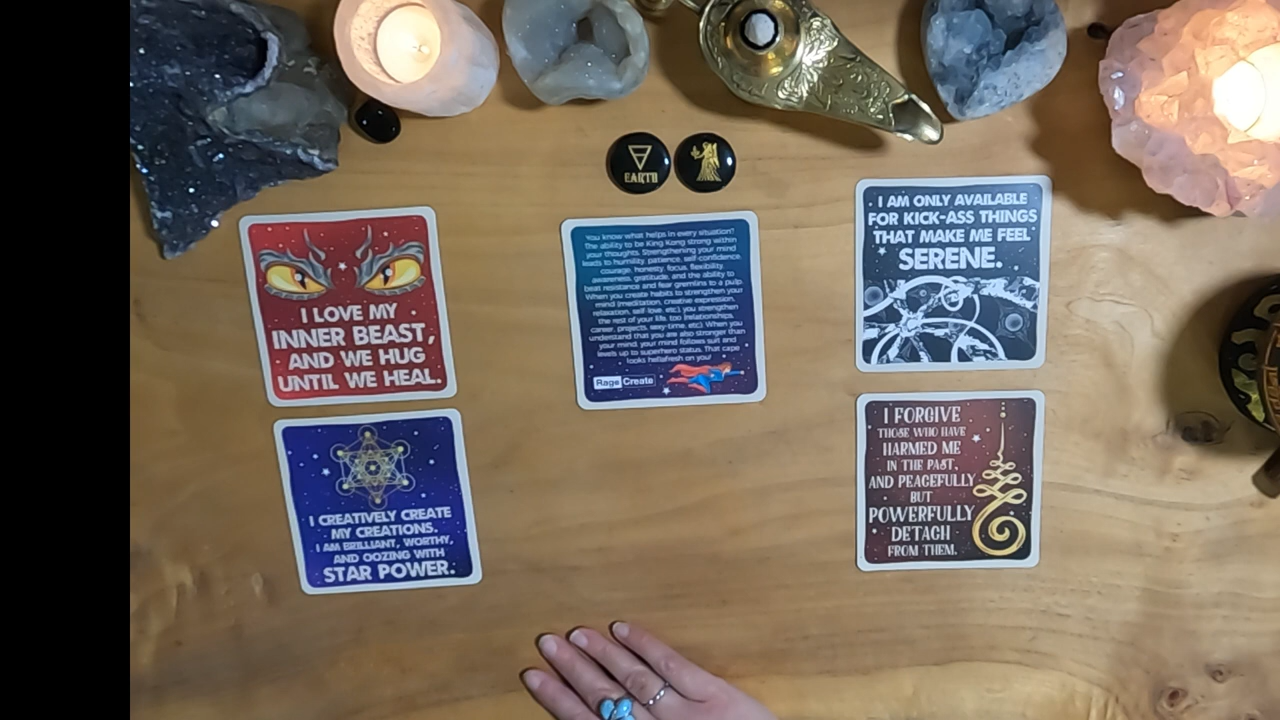 EARTH
I LOVE MY
INNER BEAST,
AND WE HUG
UNTIL WE HEAL.
I CREATIVELY CREATE
MY CREATIONS.
I AM BRILLIANT, WORTHY,
AND OOZING WITH
STAR POWER.
You know what helps in every situation?
The ability to be King Kong strong within
your thoughts. Strengthening your mind
leads to humility, patience, self-confidence,
courage, honesty, focus, flexibility,
awareness, gratitude, and the ability to
beat resistance and fear gremlins to a pulp.
When you create habits to strengthen your
mind (meditation, creative expression,
relaxation, self-love, etc), you strengthen
the rest of your life, too (relationships,
career, projects, sexy-time, etc). When you
understand that you are also stronger than
your mind, your mind follows suit and
levels up to superhero status. That cape
looks hellafresh on you!
Rage Create
I AM ONLY AVAILABLE
FOR KICK-ASS THINGS
THAT MAKE ME FEEL
SERENE.
I FORGIVE
THOSE WHO HAVE
HARMED ME
IN THE PAST,
AND PEACEFULLY
BUT
POWERFULLY
DETACH
FROM THEM.